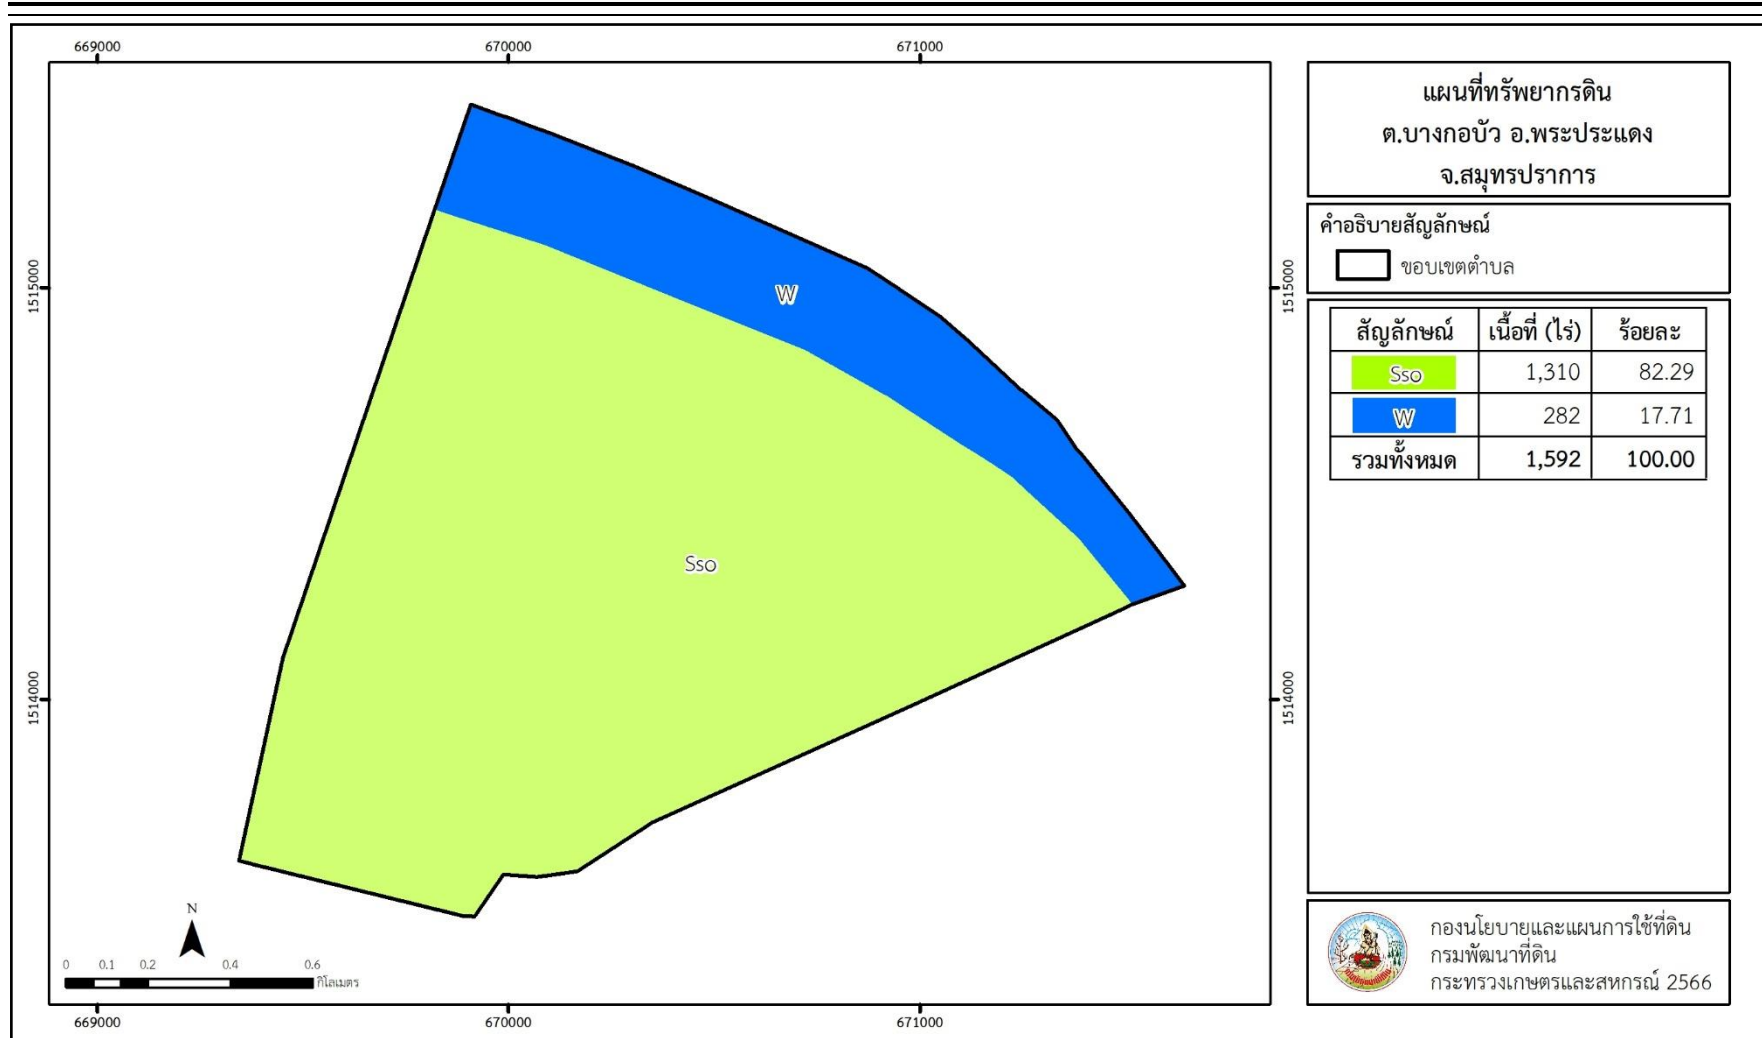 669000
670000
671000
1515000
1514000
W
Sso
1515000
1514000
N
0 0.1 0.2 0.4 0.6
กิโลเมตร
669000
670000
671000
แผนที่ทรัพยากรดิน
ต.บางกอบัว อ.พระประแดง
จ.สมุทรปราการ
คำอธิบายสัญลักษณ์
ขอบเขตตำบล
สัญลักษณ์ เนื้อที่ (ไร่) ร้อยละ
Sso 1,310 82.29
W 282 17.71
รวมทั้งหมด 1,592 100.00
กองนโยบายและแผนการใช้ที่ดิน
กรมพัฒนาที่ดิน
กระทรวงเกษตรและสหกรณ์ 2566